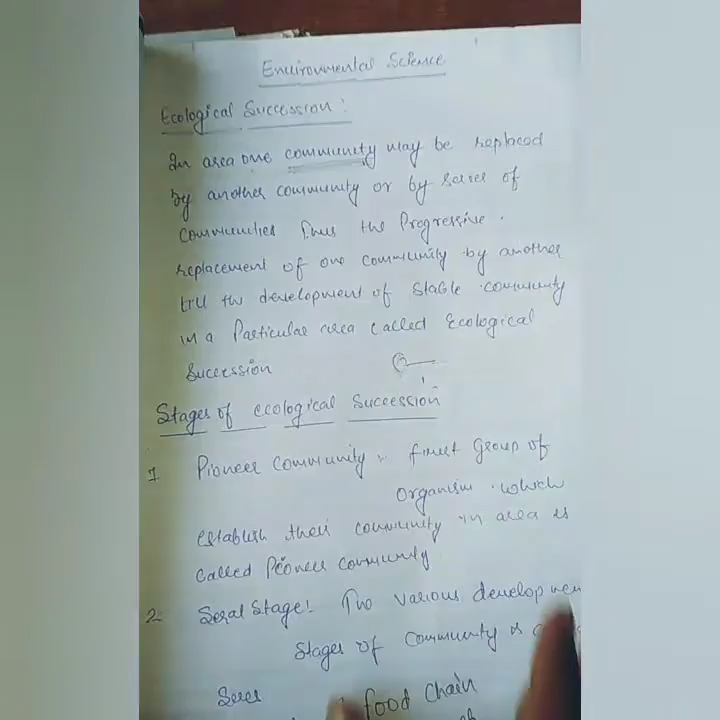 Environmental Science
Ecological Succession:
In area one community may be replaced
by another community or by series of
communities thus the Progressive.
replacement of one community by another
till the development of stable community
in a Particular area called Ecological
Succession
Stages of ecological Succession
1 Pioneer community: first Group of
organism which
establish their community in area is
called Pioneer community
2 Seral Stage! The various developmen
Stages of community is
Seres
food chain